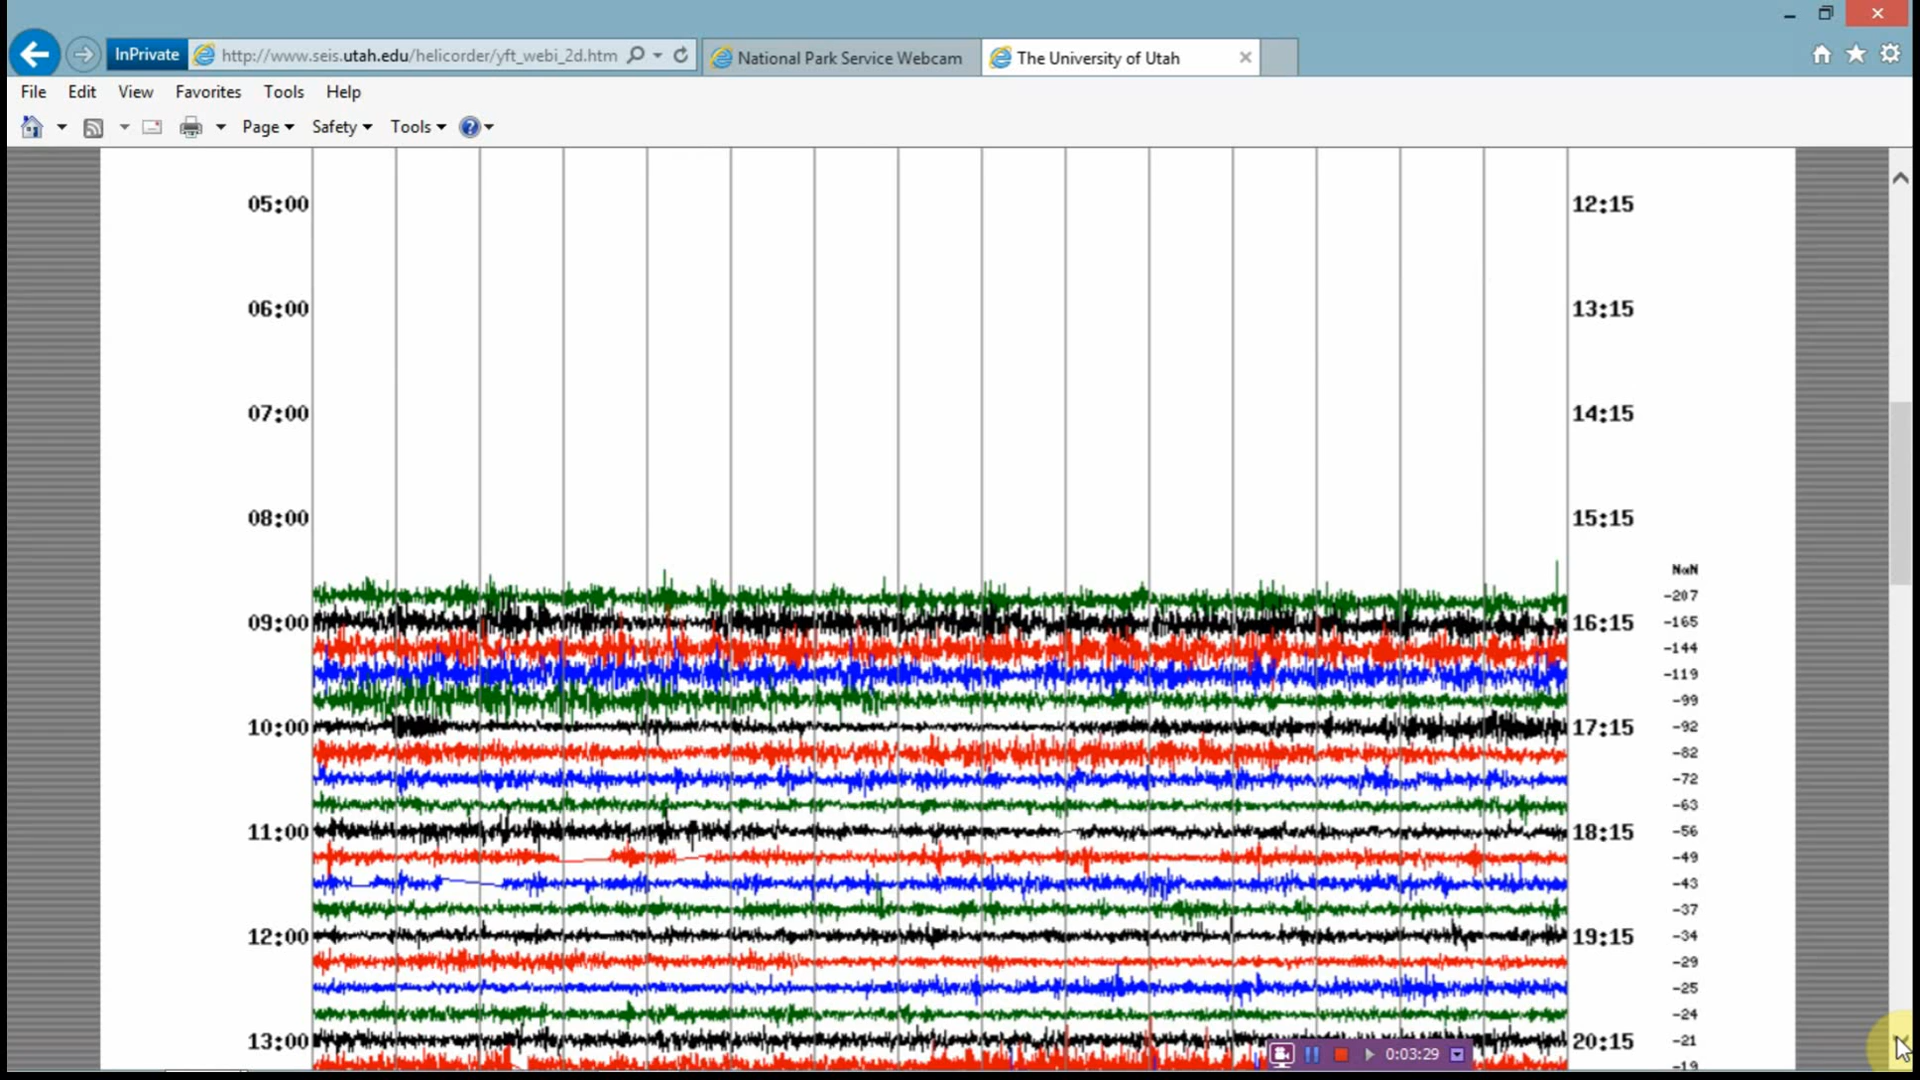 InPrivate http://www.seis.utah.edu/helicorder/yft_webi_2d.htm National Park Service Webcam The University of Utah
File Edit View Favorites Tools Help
Page Safety Tools
05:00 12:15
06:00 13:15
07:00 14:15
08:00 15:15
NaN
-207
09:00 16:15 -165
-144
-119
-99
10:00 17:15 -92
-82
-72
-63
11:00 18:15 -56
-49
-43
-37
12:00 19:15 -34
-29
-25
-24
13:00 20:15 -21
-19
0:03:29